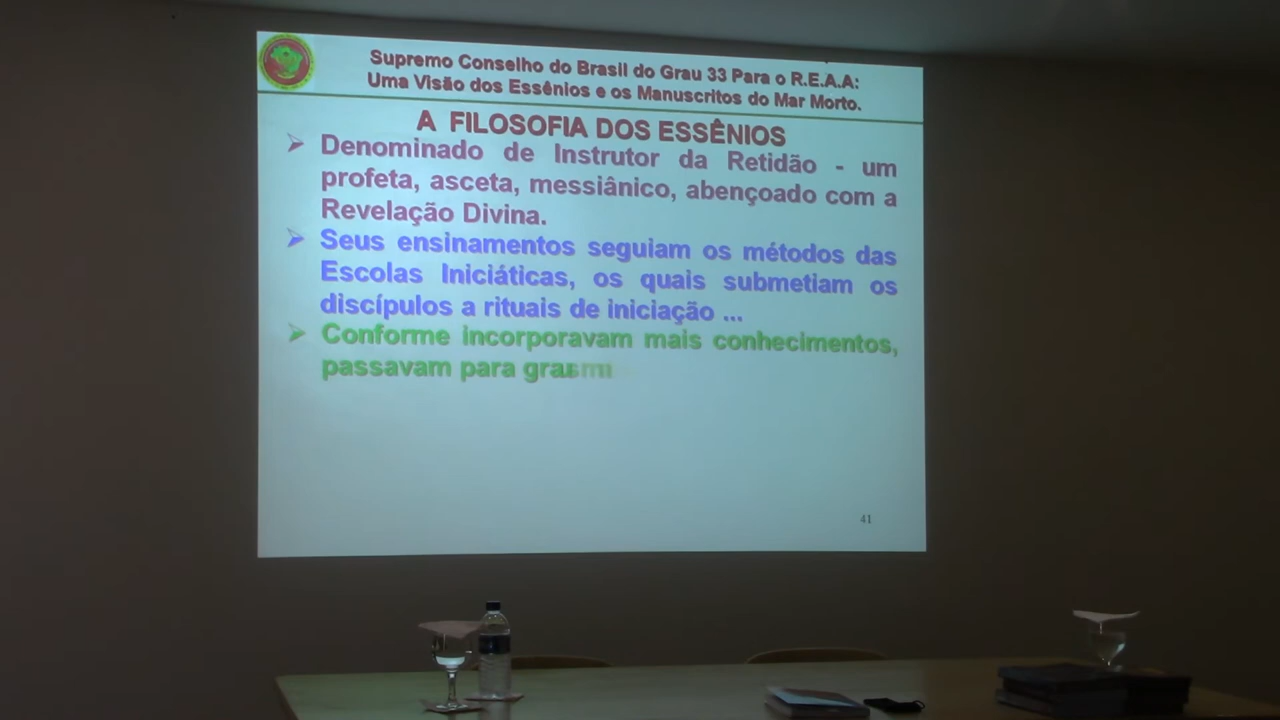 Supremo Conselho do Brasil do Grau 33 Para o R.E.A.A:
Uma Visão dos Essênios e os Manuscritos do Mar Morto.
A FILOSOFIA DOS ESSÊNIOS
Denominado de Instrutor da Retidão - um
profeta, asceta, messiânico, abençoado com a
Revelação Divina.
Seus ensinamentos seguiam os métodos das
Escolas Iniciáticas, os quais submetiam os
discípulos a rituais de iniciação ...
Conforme incorporavam mais conhecimentos,
passavam para
41